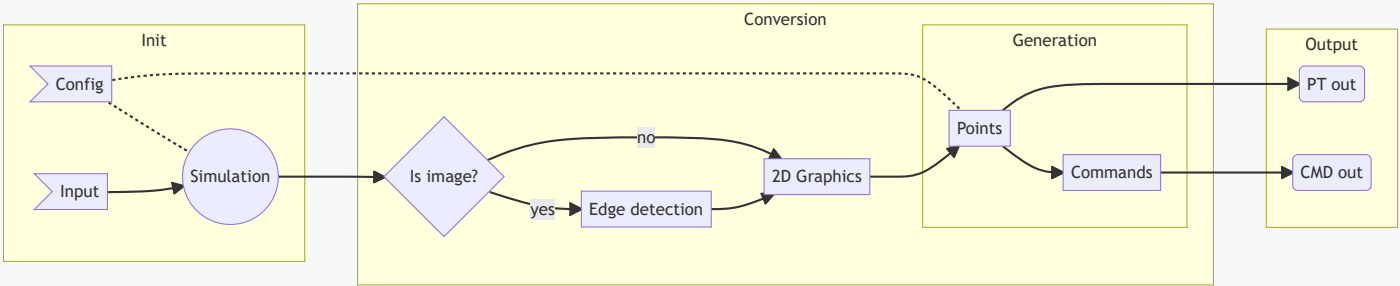 Init
Config
Input
Simulation
Conversion
Is image?
no
yes
Edge detection
2D Graphics
Generation
Points
Commands
Output
PT out
CMD out